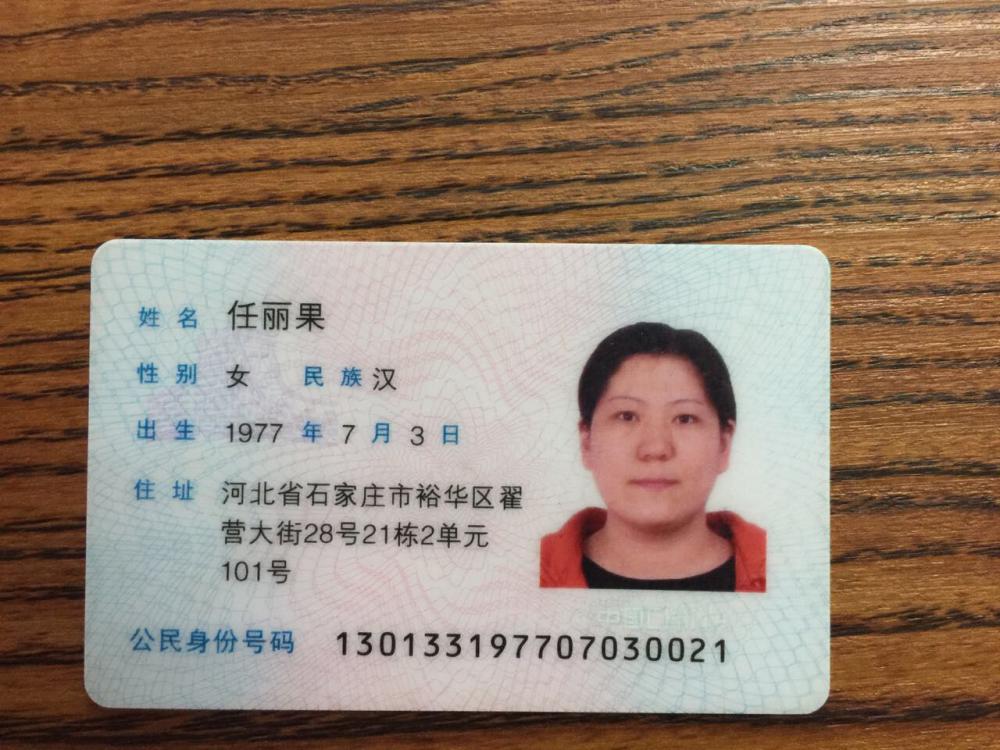 姓名 任丽果
性别 女 民族 汉
出生 1977 年 7 月 3 日
住址 河北省石家庄市裕华区翟
营大街28号21栋2单元
101号
公民身份号码 130133197707030021